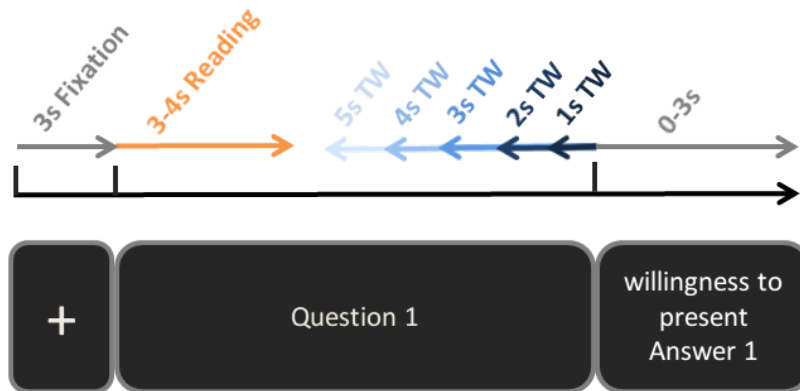 3s Fixation
3-4s Reading
5s TW
4s TW
3s TW
2s TW
1s TW
0-3s
+
Question 1
willingness to
present
Answer 1